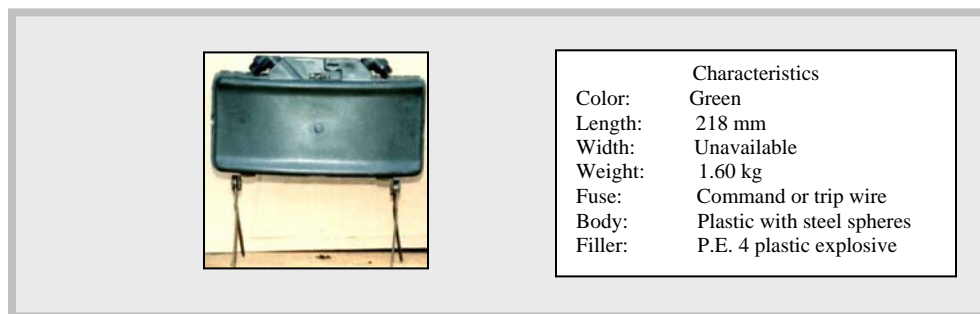 Characteristics
Color: Green
Length: 218 mm
Width: Unavailable
Weight: 1.60 kg
Fuse: Command or trip wire
Body: Plastic with steel spheres
Filler: P.E. 4 plastic explosive